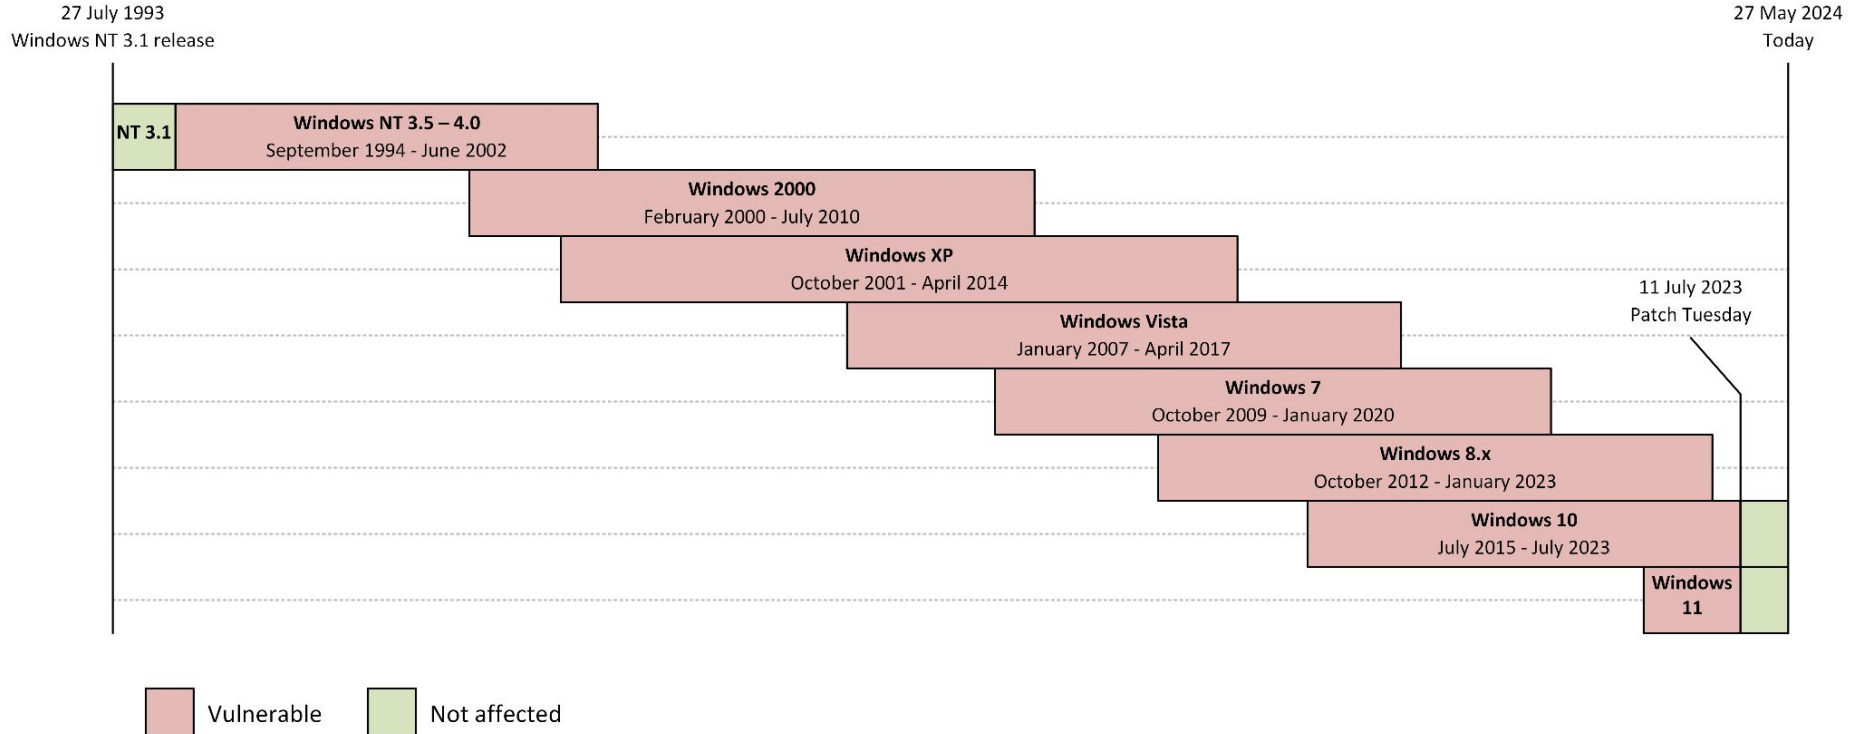 27 July 1993
Windows NT 3.1 release
27 May 2024
Today
NT 3.1
Windows NT 3.5 – 4.0
September 1994 - June 2002
Windows 2000
February 2000 - July 2010
Windows XP
October 2001 - April 2014
11 July 2023
Patch Tuesday
Windows Vista
January 2007 - April 2017
Windows 7
October 2009 - January 2020
Windows 8.x
October 2012 - January 2023
Windows 10
July 2015 - July 2023
Windows
11
Vulnerable
Not affected